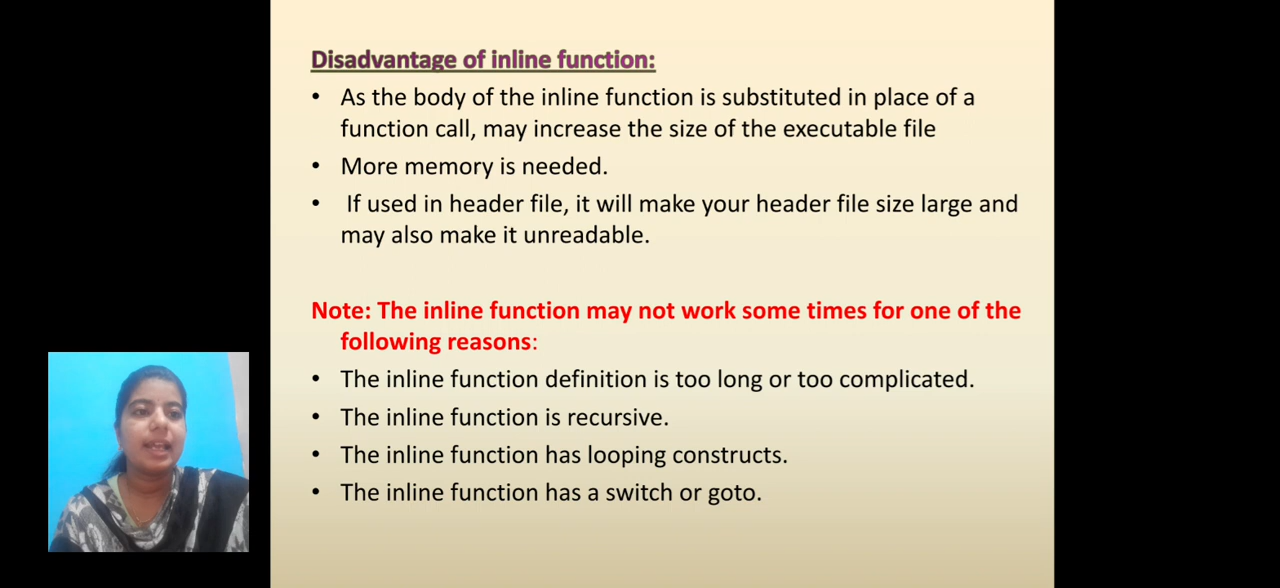 Disadvantage of inline function:
• As the body of the inline function is substituted in place of a
function call, may increase the size of the executable file
• More memory is needed.
• If used in header file, it will make your header file size large and
may also make it unreadable.
Note: The inline function may not work some times for one of the
following reasons:
• The inline function definition is too long or too complicated.
• The inline function is recursive.
• The inline function has looping constructs.
• The inline function has a switch or goto.